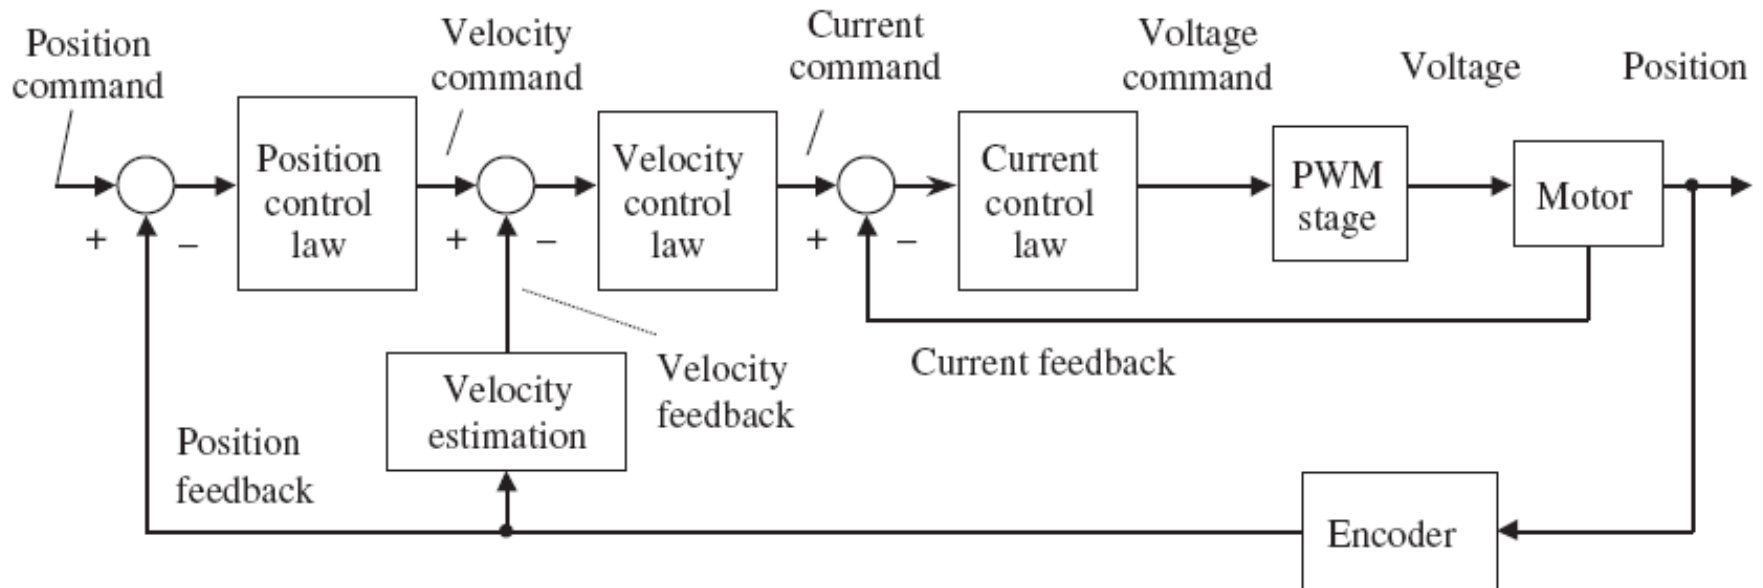 Position
command
Velocity
command
Current
command
Voltage
command
Voltage
Position
Position
control
law
Velocity
control
law
Current
control
law
PWM
stage
Motor
+ −
+ −
+ −
Velocity
estimation
Velocity
feedback
Current feedback
Position
feedback
Encoder